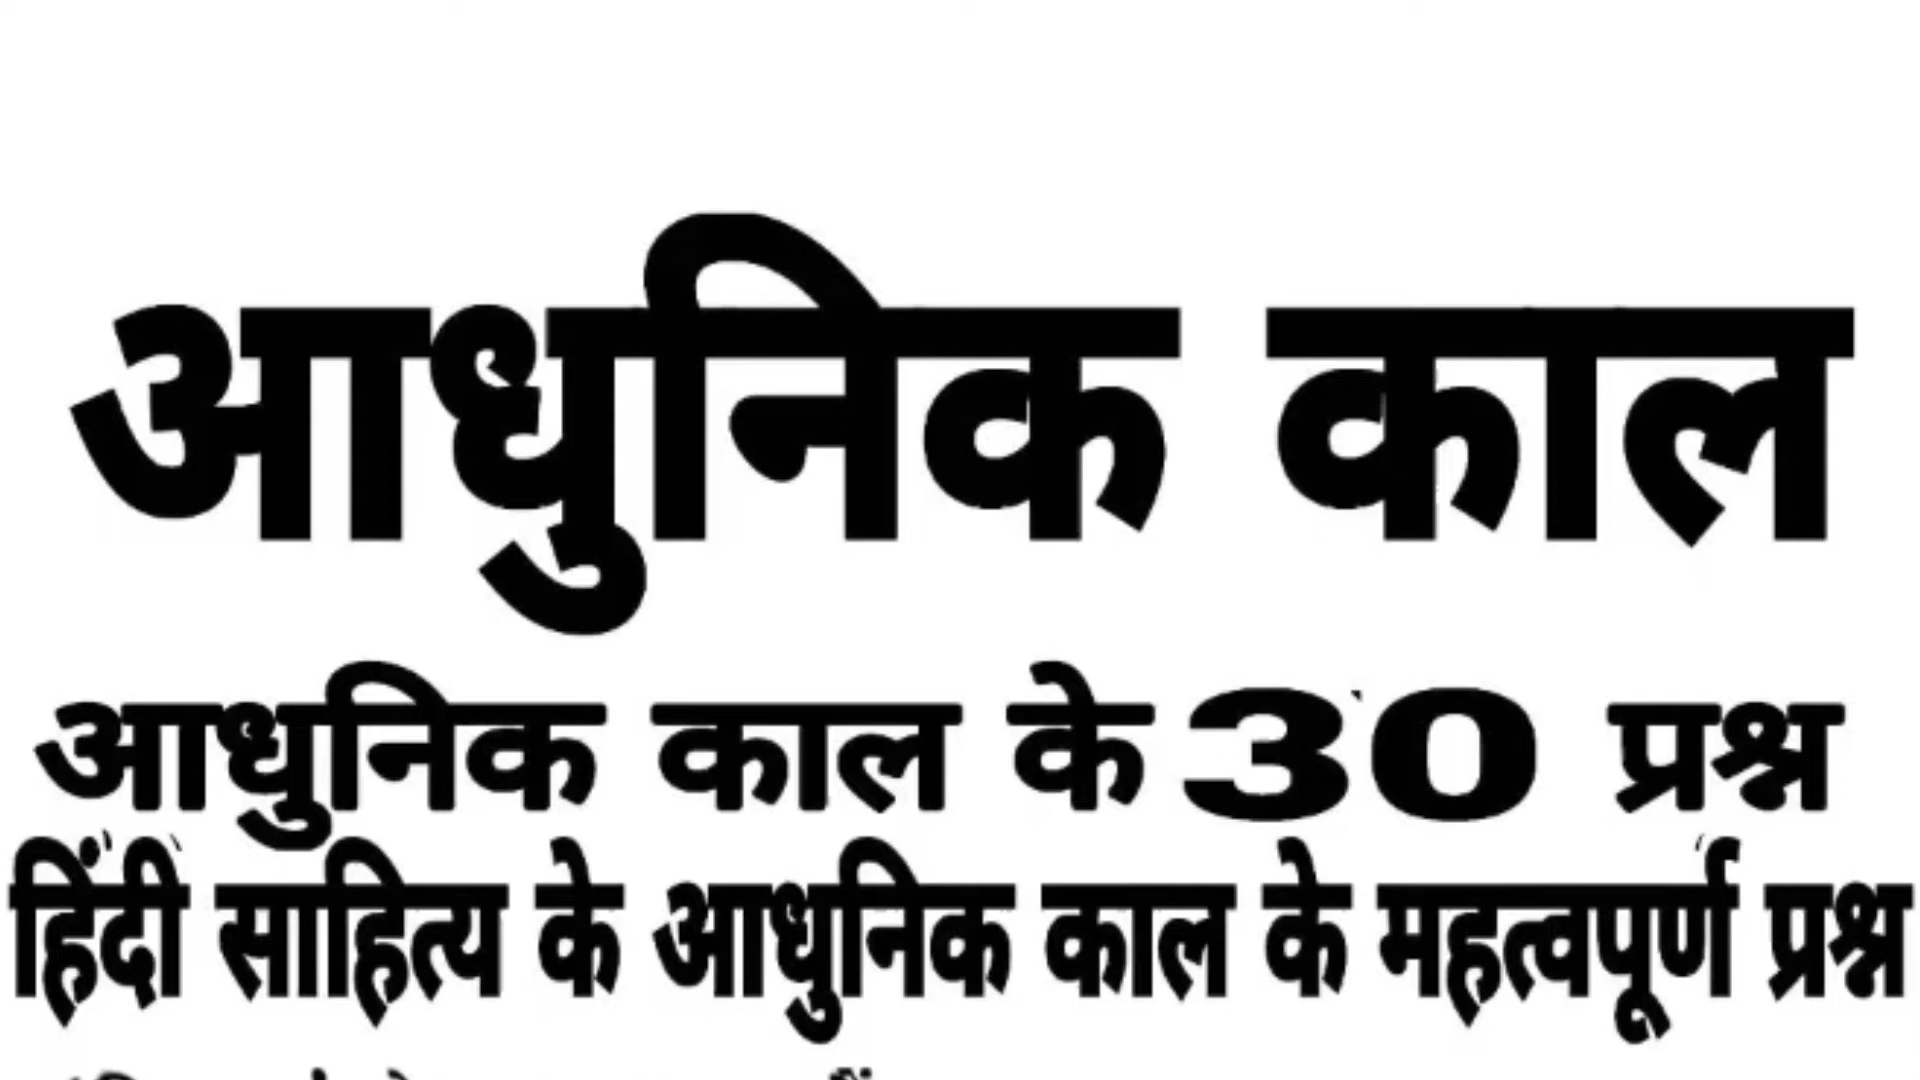 आधुनिक काल
आधुनिक काल के 30 प्रश्न
हिंदी साहित्य के आधुनिक काल के महत्वपूर्ण प्रश्न